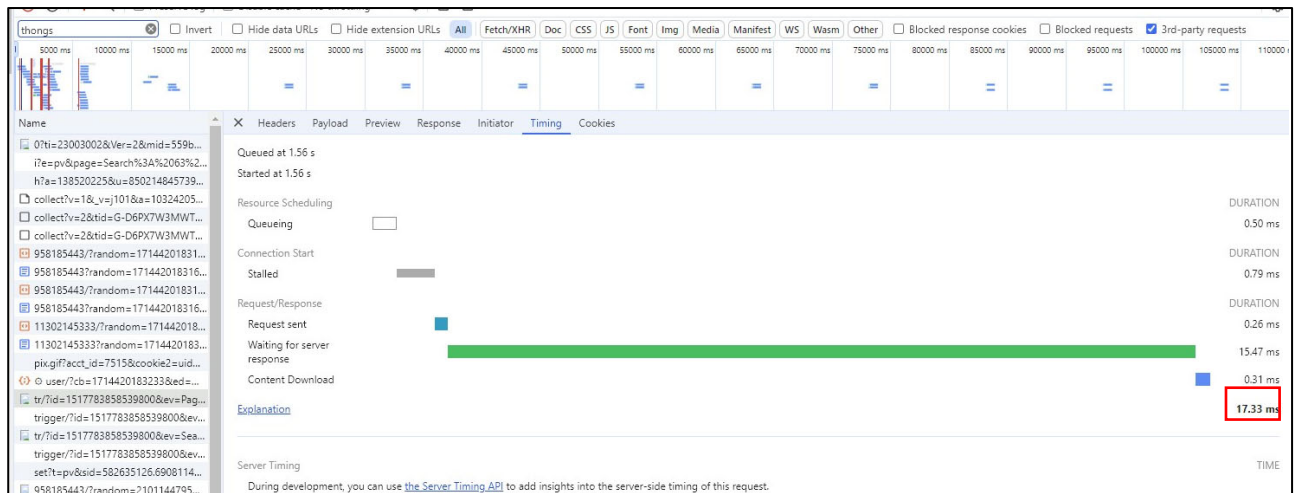 thongs Invert Hide data URLs Hide extension URLs All Fetch/XHR Doc CSS JS Font Img Media Manifest WS Wasm Other Blocked response cookies Blocked requests 3rd-party requests
5000 ms 10000 ms 15000 ms 20000 ms 25000 ms 30000 ms 35000 ms 40000 ms 45000 ms 50000 ms 55000 ms 60000 ms 65000 ms 70000 ms 75000 ms 80000 ms 85000 ms 90000 ms 95000 ms 100000 ms 105000 ms 110000
Name
0?ti=23003002&Ver=2&mid=559b...
i?e=pv&page=Search%3A%2063%2...
h?a=138520225&u=850214845739...
collect?v=1&_v=j101&a=10324205...
collect?v=2&tid=G-D6PX7W3MWT...
collect?v=2&tid=G-D6PX7W3MWT...
958185443/?random=17144201831...
958185443?random=171442018316...
958185443/?random=17144201831...
958185443?random=171442018316...
11302145333/?random=171442018...
11302145333?random=1714420183...
pix.gif?acct_id=7515&cookie2=uid...
user/?cb=1714420183233&ed=...
tr/?id=1517783858539800&ev=Pag...
trigger/?id=1517783858539800&ev...
tr/?id=1517783858539800&ev=Sea...
trigger/?id=1517783858539800&ev...
set?t=pv&sid=582635126.6908114...
958185443/?random=2101144795...
Headers Payload Preview Response Initiator Timing Cookies
Queued at 1.56 s
Started at 1.56 s
Resource Scheduling DURATION
Queueing 0.50 ms
Connection Start DURATION
Stalled 0.79 ms
Request/Response DURATION
Request sent 0.26 ms
Waiting for server
response 15.47 ms
Content Download 0.31 ms
Explanation 17.33 ms
Server Timing TIME
During development, you can use the Server Timing API to add insights into the server-side timing of this request.